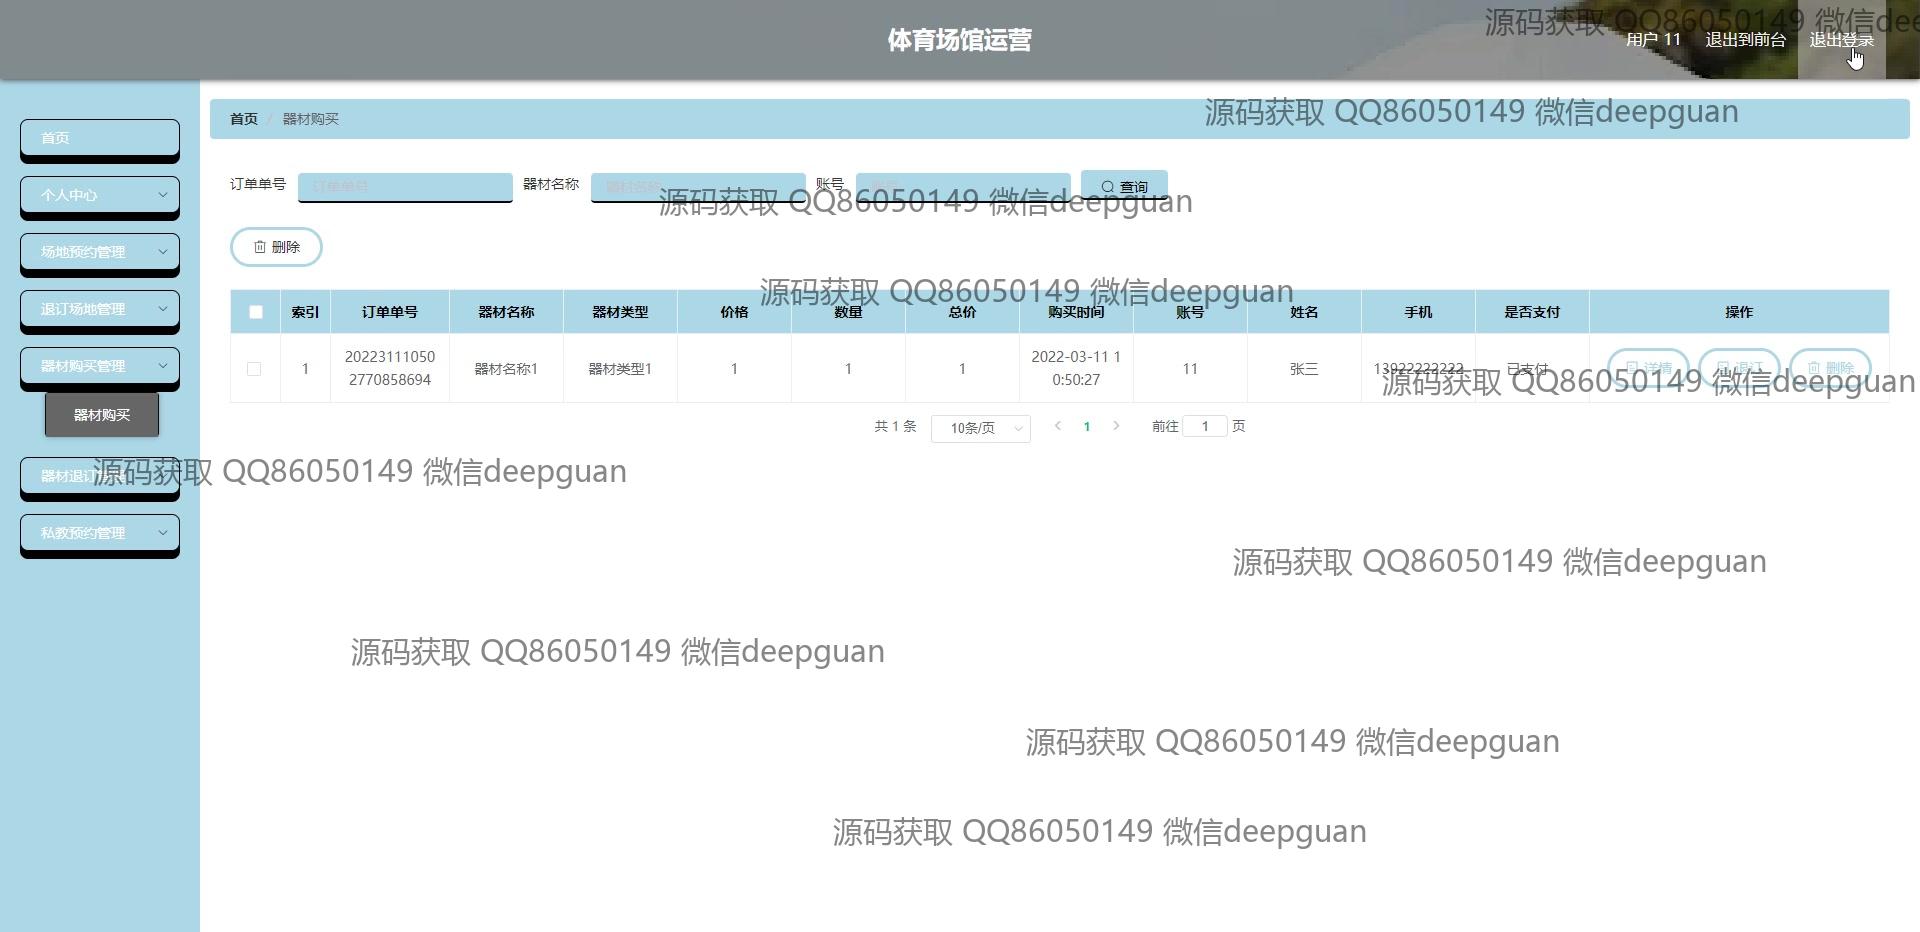 源码获取 QQ86050149 微信dee
体育场馆运营
用户 11 退出到前台 退出登录
源码获取 QQ86050149 微信deepguan
首页 / 器材购买
首页
个人中心
场地预约管理
退订场地管理
器材购买管理
器材购买
器材退订管理
私教预约管理
订单单号 订单单号 器材名称 器材名称 账号 查询
源码获取 QQ86050149 微信deepguan
删除
源码获取 QQ86050149 微信deepguan
索引 订单单号 器材名称 器材类型 价格 数量 总价 购买时间 账号 姓名 手机 是否支付 操作
1 20223111050 器材名称1 器材类型1 1 1 1 2022-03-11 1 11 张三 13922222222 已支付 详情 退订 删除
2770858694 0:50:27
源码获取 QQ86050149 微信deepguan
共 1 条 10条/页 1 前往 1 页
源码获取 QQ86050149 微信deepguan
源码获取 QQ86050149 微信deepguan
源码获取 QQ86050149 微信deepguan
源码获取 QQ86050149 微信deepguan
源码获取 QQ86050149 微信deepguan